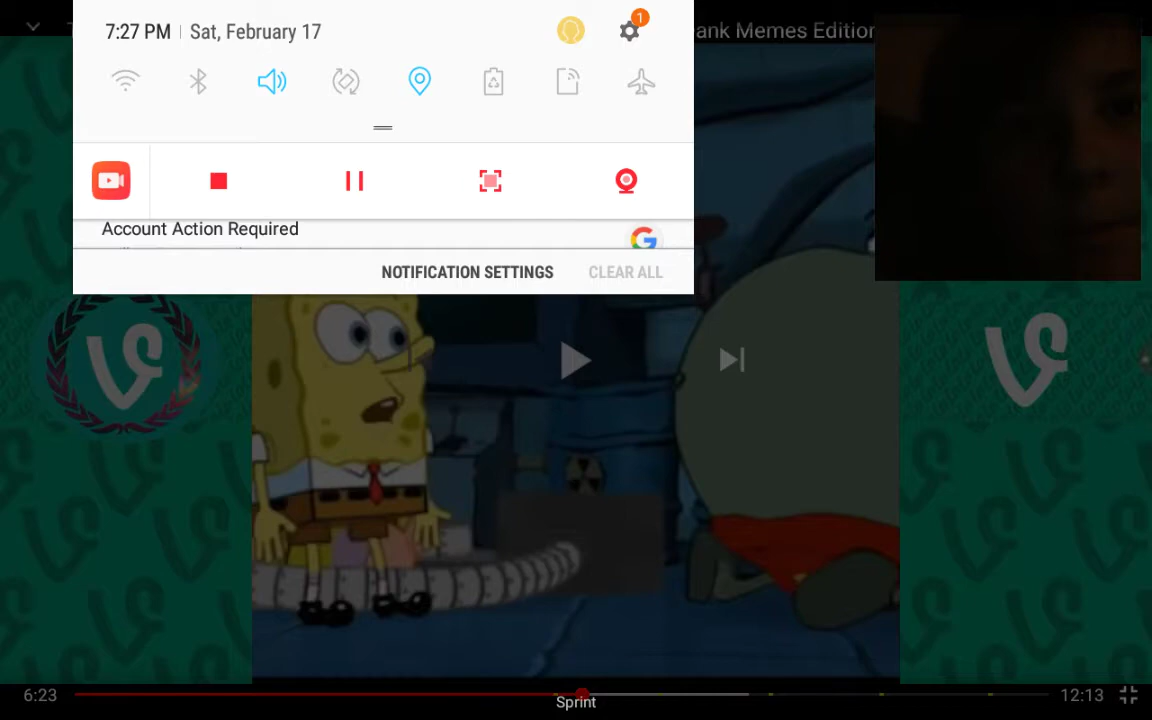 7:27 PM Sat, February 17
1
ank Memes Edition
Account Action Required
NOTIFICATION SETTINGS CLEAR ALL
6:23
12:13
Sprint